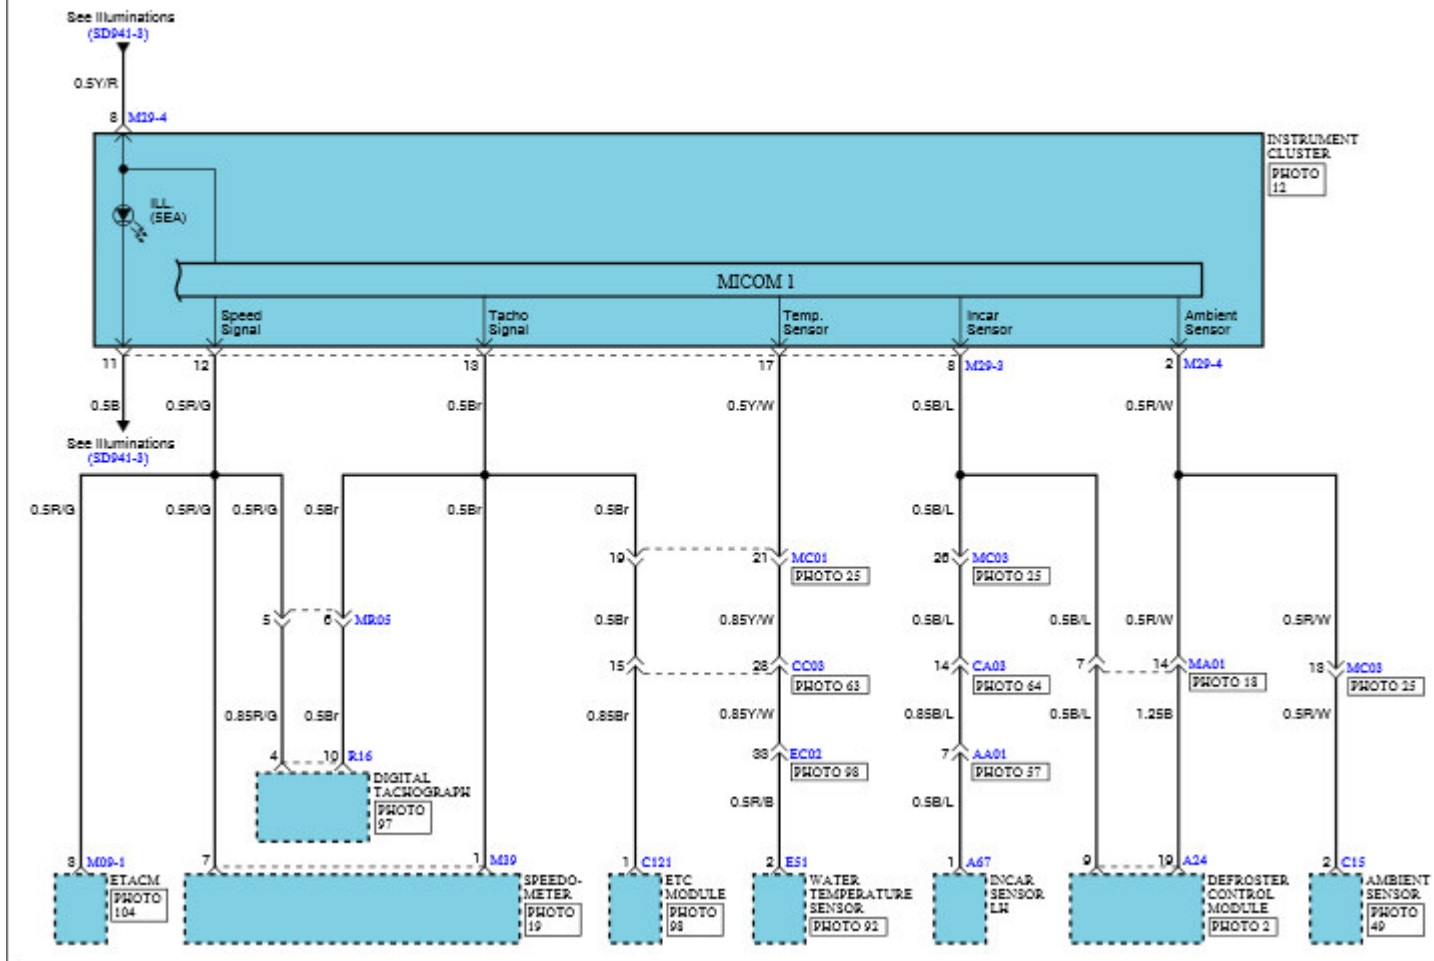 See Illuminations
(SD941-3)
0.5Y/R
8 M29-4
INSTRUMENT
CLUSTER
PHOTO
12
ILL.
(5EA)
MICOM 1
Speed
Signal
Tacho
Signal
Temp.
Sensor
Incar
Sensor
Ambient
Sensor
11 12 13 17 8 M29-3 2 M29-4
0.5B 0.5R/G 0.5Br 0.5Y/W 0.5B/L 0.5R/W
See Illuminations
(SD941-3)
0.5R/G 0.5R/G 0.5R/G 0.5Br 0.5Br 0.5Br 0.5B/L
19 21 MC01 26 MC03
PHOTO 25 PHOTO 25
5 6 MR05 0.5Br 0.85Y/W 0.5B/L 0.5B/L 0.5R/W 0.5R/W
15 28 CC03 14 CA03 7 14 MA01 18 MC03
PHOTO 63 PHOTO 64 PHOTO 18 PHOTO 25
0.85R/G 0.5Br 0.85Br 0.85Y/W 0.85B/L 0.5B/L 1.25B 0.5R/W
4 10 R16 33 EC02 7 AA01
PHOTO 98 PHOTO 57
DIGITAL
TACHOGRAPH
PHOTO
97
0.5R/B 0.5B/L
3 M09-1 7 1 M39 1 C121 2 E51 1 A67 9 19 A24 2 C15
ETACM
PHOTO
104
SPEEDO-
METER
PHOTO
19
ETC
MODULE
PHOTO
98
WATER
TEMPERATURE
SENSOR
PHOTO 92
INCAR
SENSOR
LH
DEFROSTER
CONTROL
MODULE
PHOTO 2
AMBIENT
SENSOR
PHOTO
49